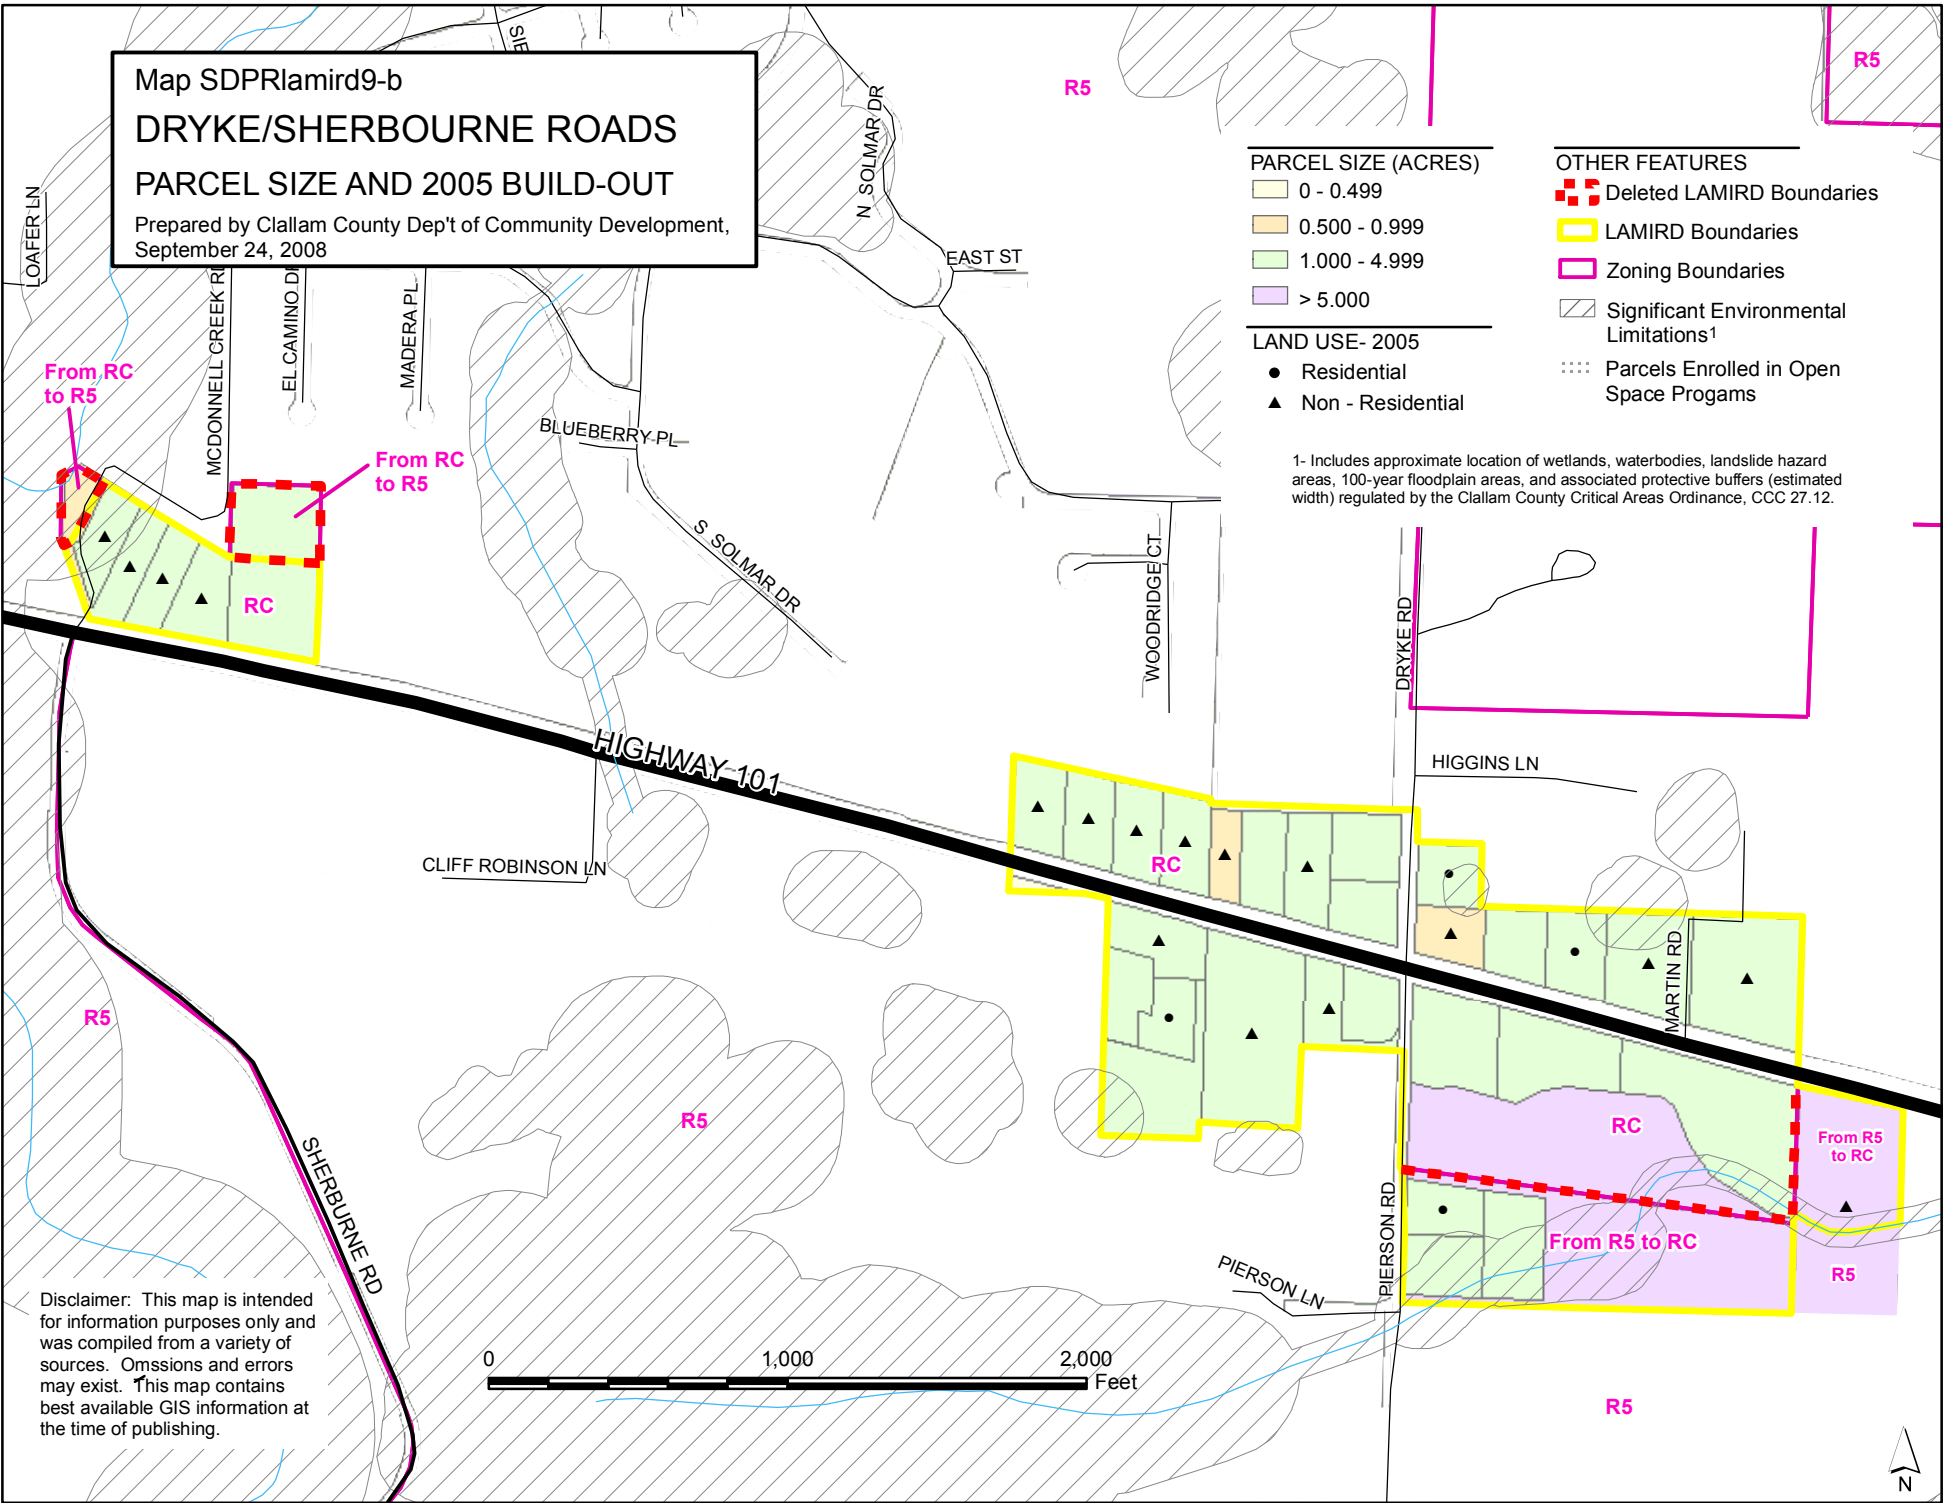 SIE
Map SDPRlamird9-b
DRYKE/SHERBOURNE ROADS
PARCEL SIZE AND 2005 BUILD-OUT
Prepared by Clallam County Dep't of Community Development,
September 24, 2008
R5
R5
PARCEL SIZE (ACRES)
0 - 0.499
0.500 - 0.999
1.000 - 4.999
> 5.000
LAND USE- 2005
Residential
Non - Residential
OTHER FEATURES
Deleted LAMIRD Boundaries
LAMIRD Boundaries
Zoning Boundaries
Significant Environmental
Limitations1
Parcels Enrolled in Open
Space Progams
1- Includes approximate location of wetlands, waterbodies, landslide hazard
areas, 100-year floodplain areas, and associated protective buffers (estimated
width) regulated by the Clallam County Critical Areas Ordinance, CCC 27.12.
LOAFER LN
MCDONNELL CREEK RD
EL CAMINO DR
MADERA PL
N SOLMAR DR
EAST ST
BLUEBERRY PL
S SOLMAR DR
WOODRIDGE CT
DRYKE RD
HIGGINS LN
MARTIN RD
From RC
to R5
From RC
to R5
RC
HIGHWAY 101
CLIFF ROBINSON LN
RC
R5
R5
SHERBURNE RD
RC
From R5
to RC
From R5 to RC
R5
PIERSON RD
PIERSON LN
R5
Disclaimer: This map is intended
for information purposes only and
was compiled from a variety of
sources. Omssions and errors
may exist. This map contains
best available GIS information at
the time of publishing.
0 1,000 2,000
Feet
N